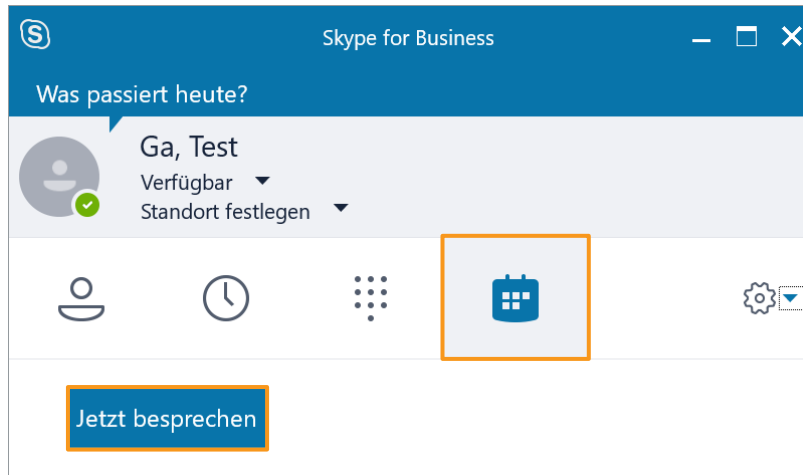 Skype for Business
Was passiert heute?
Ga, Test
Verfügbar
Standort festlegen
Jetzt besprechen